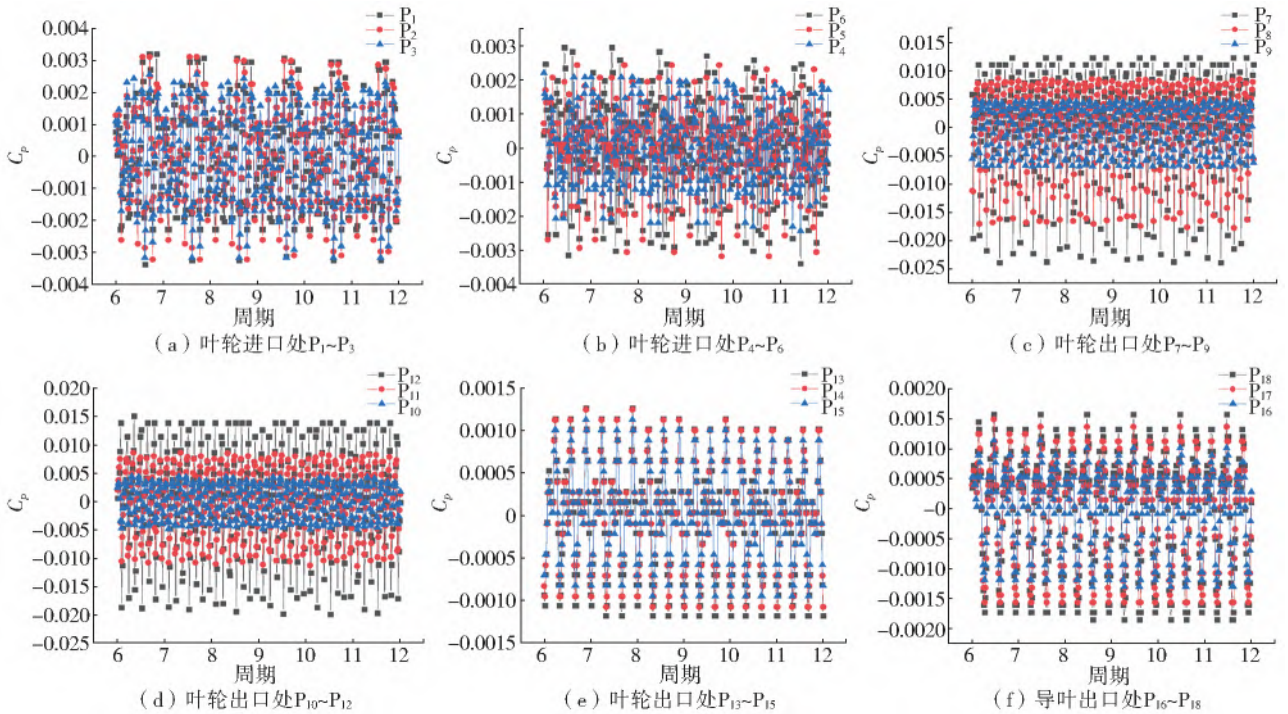 P₁
P₂
P₃
0.004
0.003
0.002
0.001
0
−0.001
−0.002
−0.003
−0.004
Cₚ
6 7 8 9 10 11 12
周期
(a) 叶轮进口处P₁~P₃
P₆
P₅
P₄
0.003
0.002
0.001
0
−0.001
−0.002
−0.003
−0.004
Cₚ
6 7 8 9 10 11 12
周期
(b) 叶轮进口处P₄~P₆
P₇
P₈
P₉
0.015
0.010
0.005
0
−0.005
−0.010
−0.015
−0.020
−0.025
Cₚ
6 7 8 9 10 11 12
周期
(c) 叶轮出口处P₇~P₉
P₁₂
P₁₁
P₁₀
0.020
0.015
0.010
0.005
0
−0.005
−0.010
−0.015
−0.020
−0.025
Cₚ
6 7 8 9 10 11 12
周期
(d) 叶轮出口处P₁₀~P₁₂
P₁₃
P₁₄
P₁₅
0.0015
0.0010
0.0005
0
−0.0005
−0.0010
−0.0015
Cₚ
6 7 8 9 10 11 12
周期
(e) 叶轮出口处P₁₃~P₁₅
P₁₈
P₁₇
P₁₆
0.0020
0.0015
0.0010
0.0005
−0
−0.0005
−0.0010
−0.0015
−0.0020
Cₚ
6 7 8 9 10 11 12
周期
(f) 导叶出口处P₁₆~P₁₈